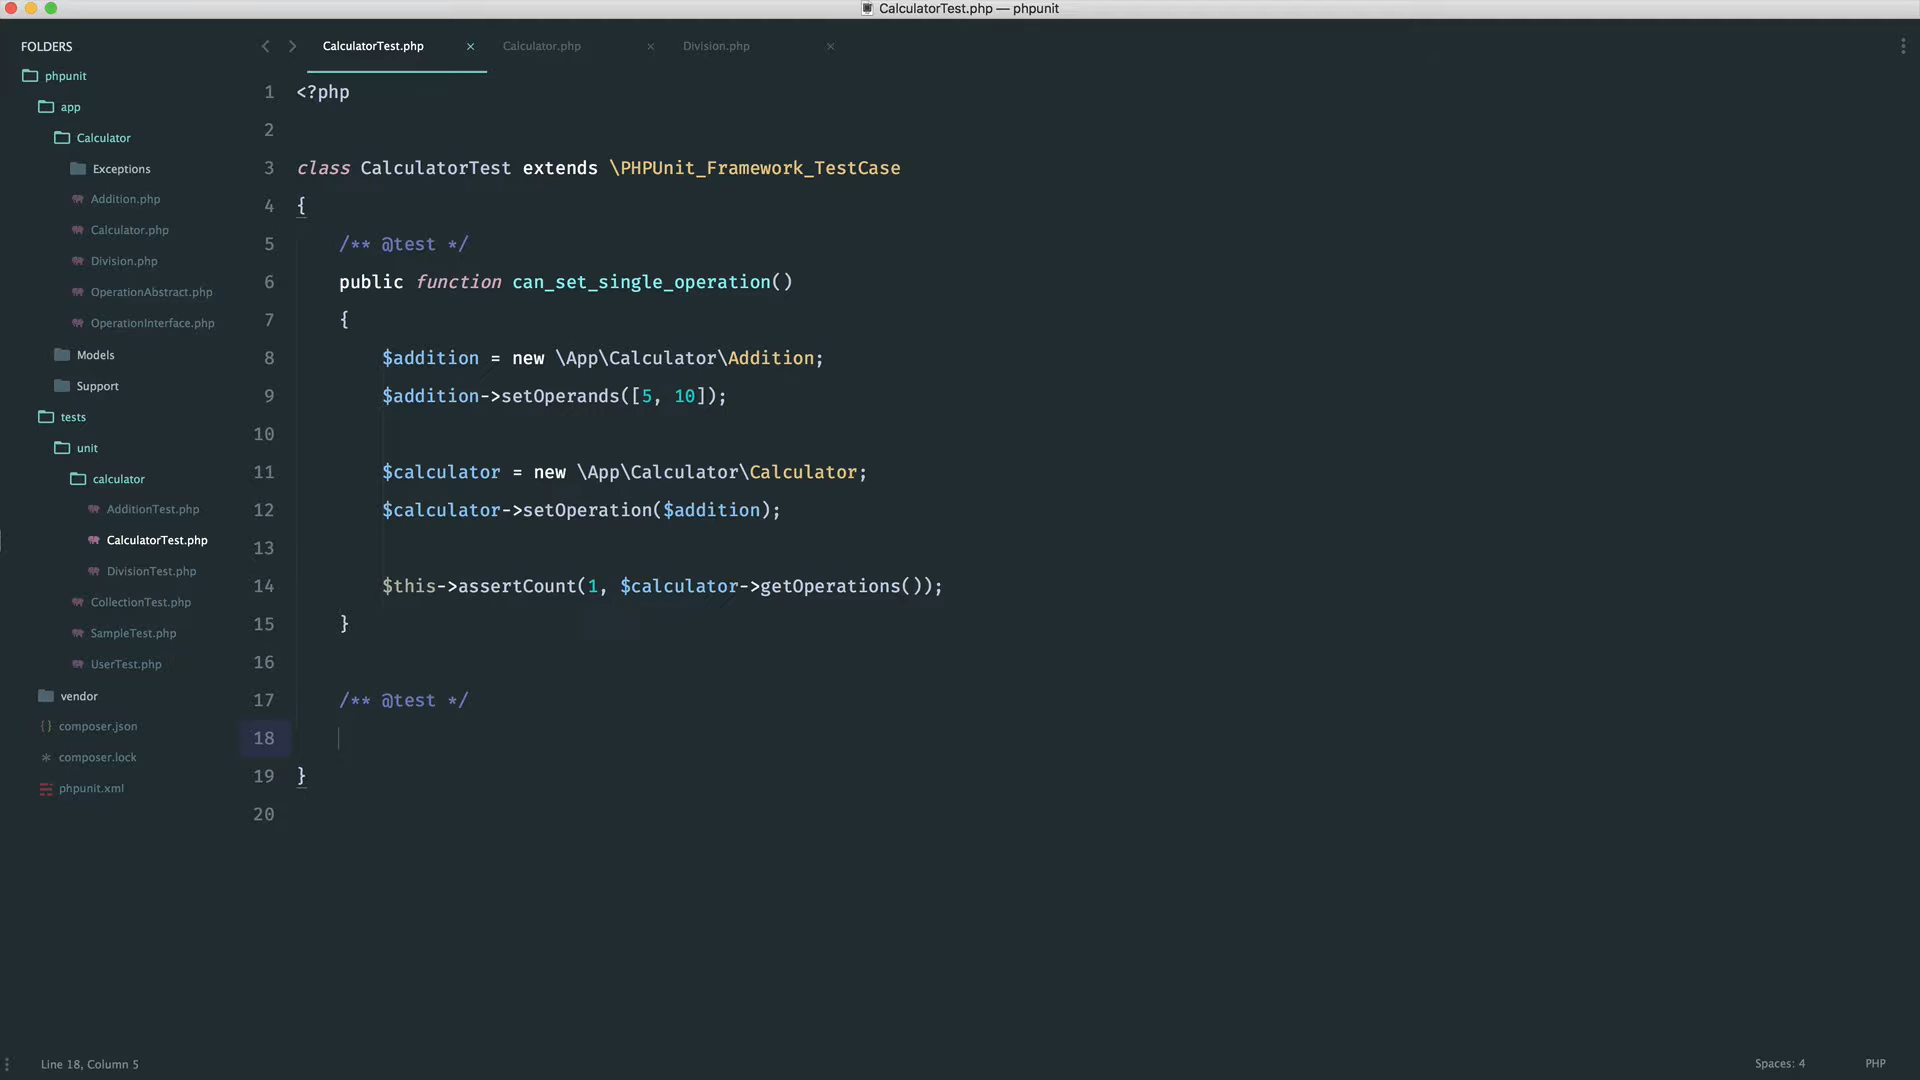 CalculatorTest.php — phpunit
FOLDERS
phpunit
app
Calculator
Exceptions
Addition.php
Calculator.php
Division.php
OperationAbstract.php
OperationInterface.php
Models
Support
tests
unit
calculator
AdditionTest.php
CalculatorTest.php
DivisionTest.php
CollectionTest.php
SampleTest.php
UserTest.php
vendor
composer.json
composer.lock
phpunit.xml
CalculatorTest.php × Calculator.php × Division.php ×
1 <?php
2
3 class CalculatorTest extends \PHPUnit_Framework_TestCase
4 {
5 /** @test */
6 public function can_set_single_operation()
7 {
8 $addition = new \App\Calculator\Addition;
9 $addition->setOperands([5, 10]);
10
11 $calculator = new \App\Calculator\Calculator;
12 $calculator->setOperation($addition);
13
14 $this->assertCount(1, $calculator->getOperations());
15 }
16
17 /** @test */
18
19 }
20
Line 18, Column 5
Spaces: 4
PHP